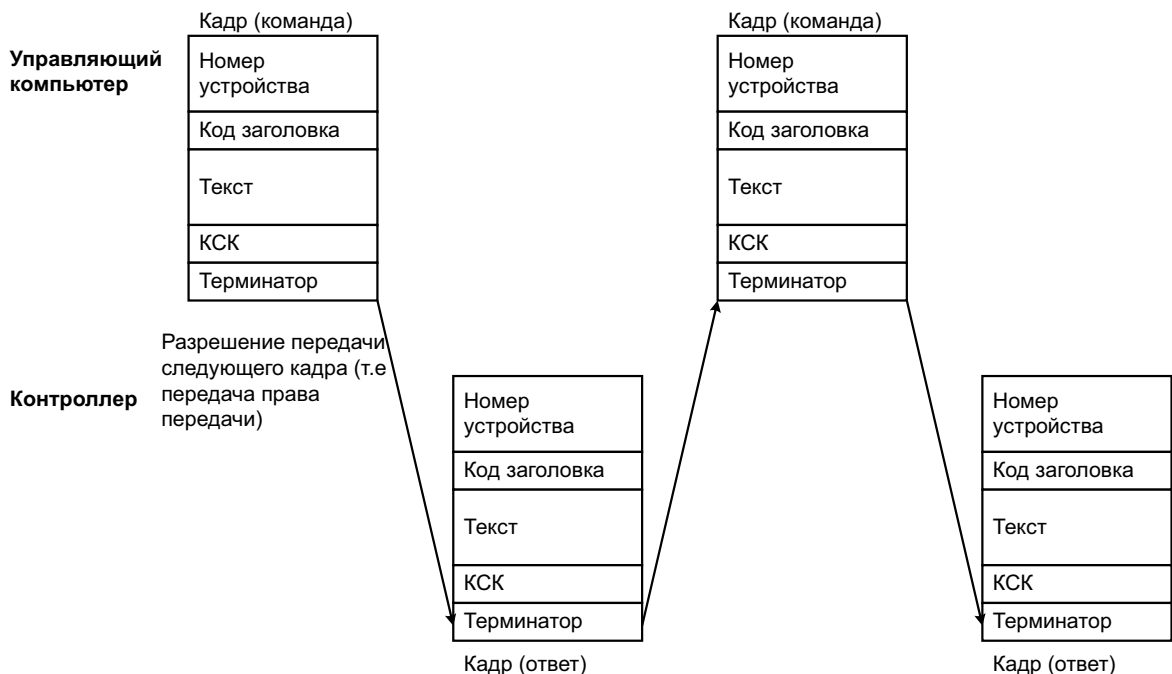 Кадр (команда)
Управляющий
компьютер
Номер
устройства
Код заголовка
Текст
КСК
Терминатор
Кадр (команда)
Номер
устройства
Код заголовка
Текст
КСК
Терминатор
Разрешение передачи
следующего кадра (т.е
передача права
передачи)
Контроллер
Номер
устройства
Код заголовка
Текст
КСК
Терминатор
Кадр (ответ)
Номер
устройства
Код заголовка
Текст
КСК
Терминатор
Кадр (ответ)